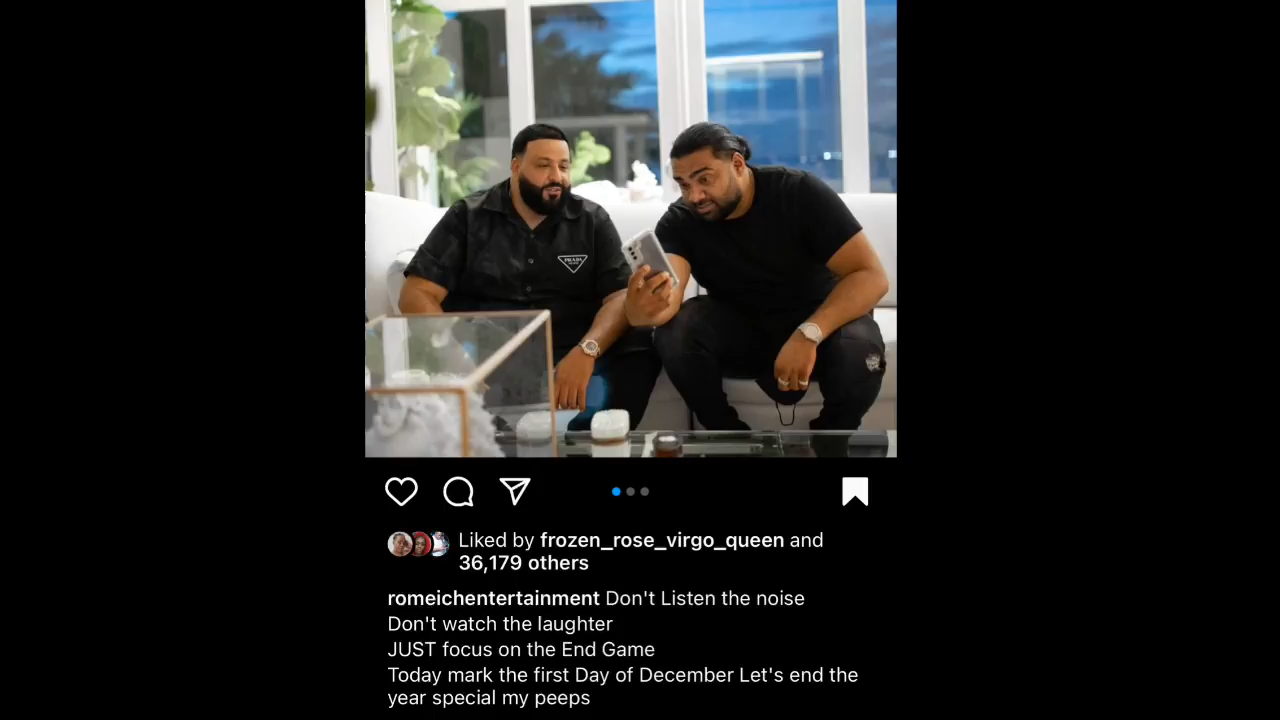 PRADA
Liked by frozen_rose_virgo_queen and
36,179 others
romeichentertainment Don't Listen the noise
Don't watch the laughter
JUST focus on the End Game
Today mark the first Day of December Let's end the
year special my peeps